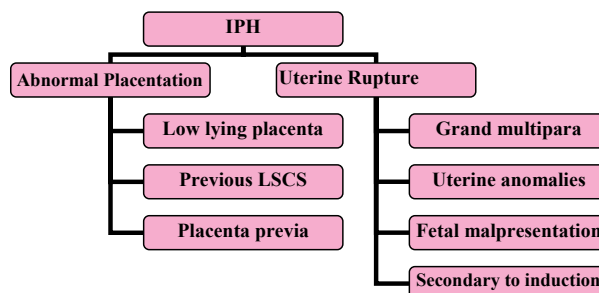 IPH
Abnormal Placentation
Uterine Rupture
Low lying placenta
Previous LSCS
Placenta previa
Grand multipara
Uterine anomalies
Fetal malpresentation
Secondary to induction